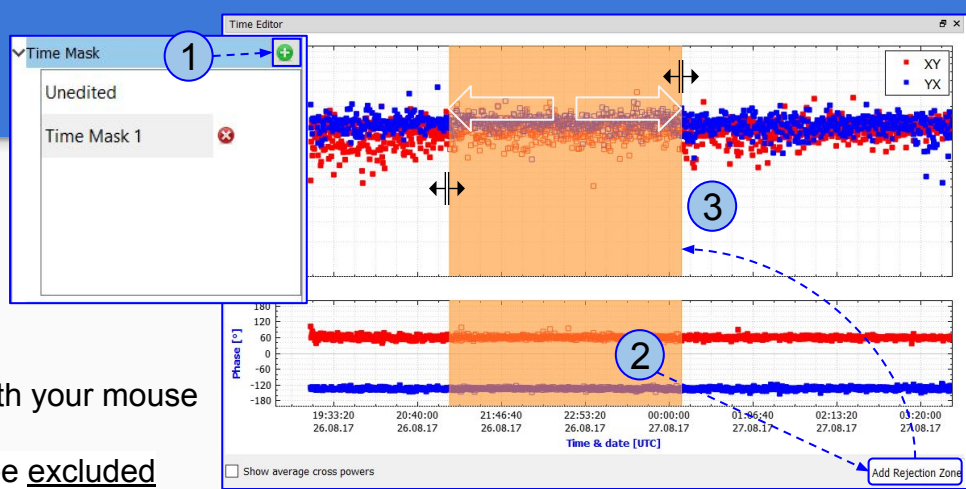 Time Editor
Time Mask
1
Unedited
Time Mask 1
XY
YX
3
180
120
60
0
-60
-120
-180
Phase [º]
2
19:33:20 20:40:00 21:46:40 22:53:20 00:00:00 01:06:40 02:13:20 03:20:00
26.08.17 26.08.17 26.08.17 26.08.17 27.08.17 27.08.17 27.08.17 27.08.17
Time & date [UTC]
th your mouse
Show average cross powers
Add Rejection Zone
e excluded